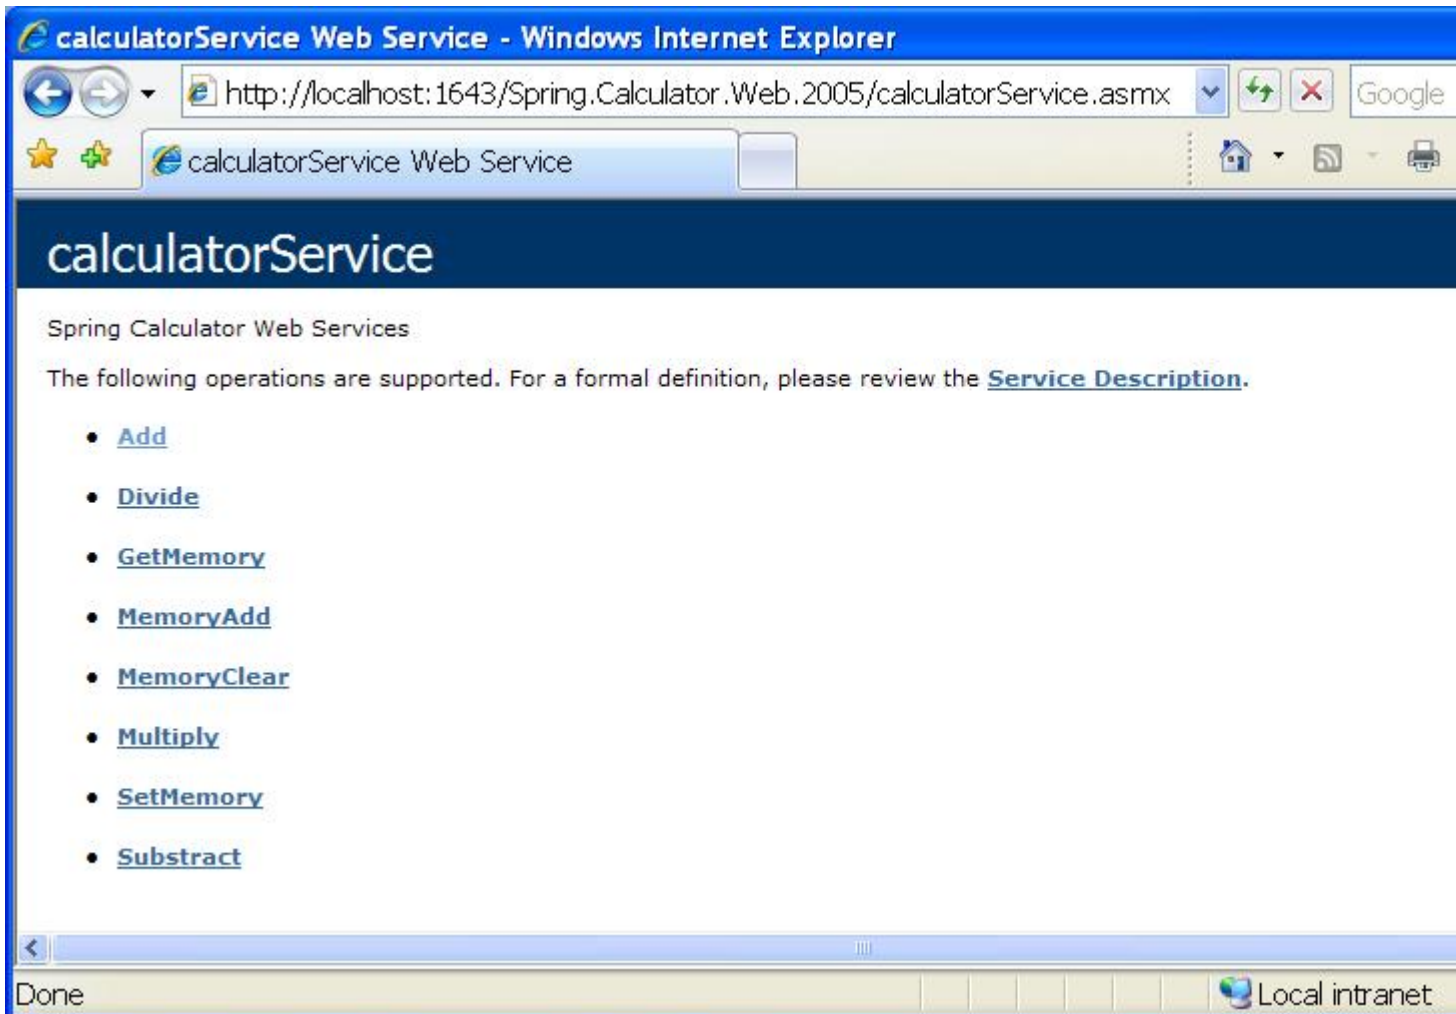 calculatorService Web Service - Windows Internet Explorer
http://localhost:1643/Spring.Calculator.Web.2005/calculatorService.asmx
Google
calculatorService Web Service
calculatorService
Spring Calculator Web Services
The following operations are supported. For a formal definition, please review the Service Description.
Add
Divide
GetMemory
MemoryAdd
MemoryClear
Multiply
SetMemory
Substract
Done
Local intranet